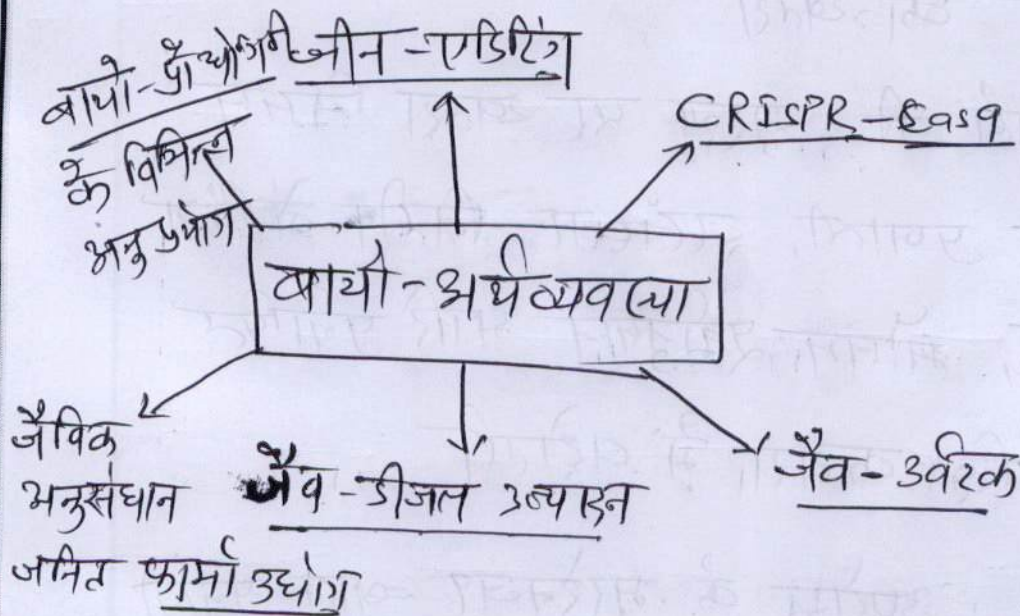 बायो-प्रौद्योगिकी
के विभिन्न
अनुप्रयोग
जीन-एडिटिंग
CRISPR-Cas9
बायो-अर्थव्यवस्था
जैविक
अनुसंधान
जनित फार्मा उद्योग
जैव-डीजल उत्पादन
जैव-उर्वरक